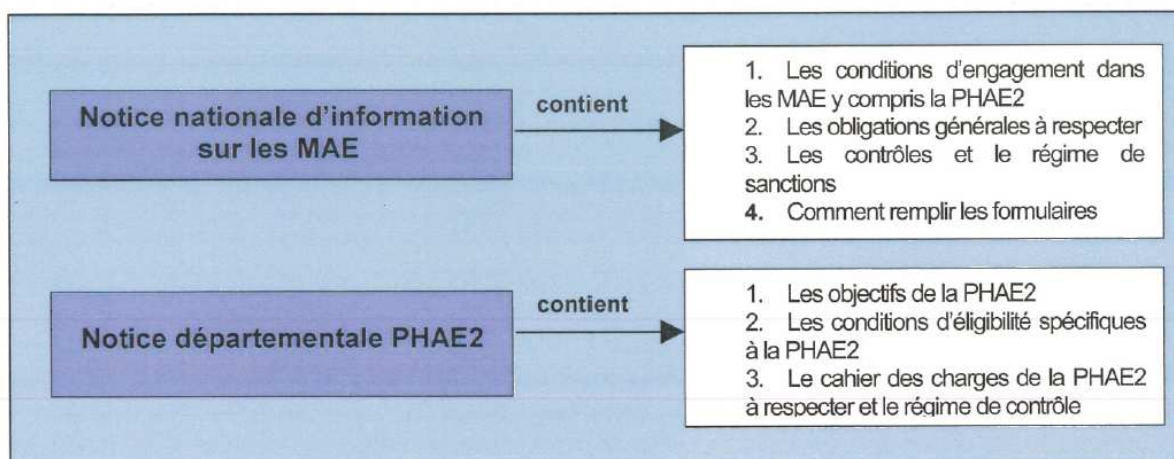 Notice nationale d'information
sur les MAE
contient
1. Les conditions d'engagement dans
les MAE y compris la PHAE2
2. Les obligations générales à respecter
3. Les contrôles et le régime de
sanctions
4. Comment remplir les formulaires
Notice départementale PHAE2
contient
1. Les objectifs de la PHAE2
2. Les conditions d'éligibilité spécifiques
à la PHAE2
3. Le cahier des charges de la PHAE2
à respecter et le régime de contrôle